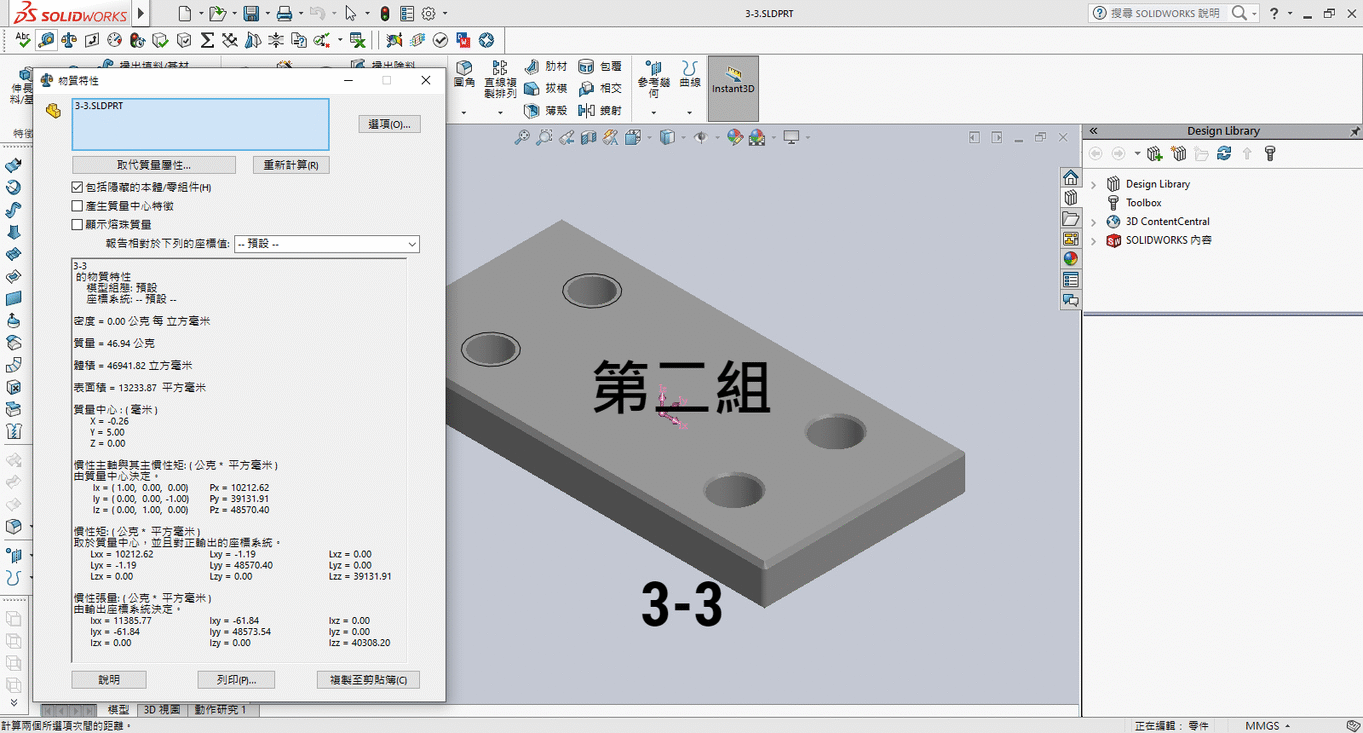 SOLIDWORKS
3-3.SLDPRT
搜尋 SOLIDWORKS 說明
?
Abc
掃出填料/基材
掃出除料
伸長
料/基
特徵
圓角
直線複
製排列
肋材
拔模
薄殼
包覆
相交
鏡射
參考幾
何
曲線
Instant3D
物質特性
3-3.SLDPRT
選項(O)...
取代質量屬性...
重新計算(R)
包括隱藏的本體/零組件(H)
產生質量中心特徵
顯示熔珠質量
報告相對於下列的座標值:
-- 預設 --
3-3
的物質特性
模型組態: 預設
座標系統: -- 預設 --
密度 = 0.00 公克 每 立方毫米
質量 = 46.94 公克
體積 = 46941.82 立方毫米
表面積 = 13233.87 平方毫米
質量中心 : ( 毫米 )
X = -0.26
Y = 5.00
Z = 0.00
慣性主軸與其主慣性矩: ( 公克 * 平方毫米 )
由質量中心決定。
Ix = ( 1.00, 0.00, 0.00) Px = 10212.62
Iy = ( 0.00, 0.00, -1.00) Py = 39131.91
Iz = ( 0.00, 1.00, 0.00) Pz = 48570.40
慣性矩: ( 公克 * 平方毫米 )
取於質量中心，並且對正輸出的座標系統。
Lxx = 10212.62 Lxy = -1.19 Lxz = 0.00
Lyx = -1.19 Lyy = 48570.40 Lyz = 0.00
Lzx = 0.00 Lzy = 0.00 Lzz = 39131.91
慣性張量: ( 公克 * 平方毫米 )
由輸出座標系統決定。
Ixx = 11385.77 Ixy = -61.84 Ixz = 0.00
Iyx = -61.84 Iyy = 48573.54 Iyz = 0.00
Izx = 0.00 Izy = 0.00 Izz = 40308.20
說明
列印(P)...
複製至剪貼簿(C)
第二組
3-3
Design Library
Design Library
Toolbox
3D ContentCentral
SOLIDWORKS 內容
模型
3D 視圖
動作研究 1
計算兩個所選項次間的距離。
正在編輯： 零件
MMGS